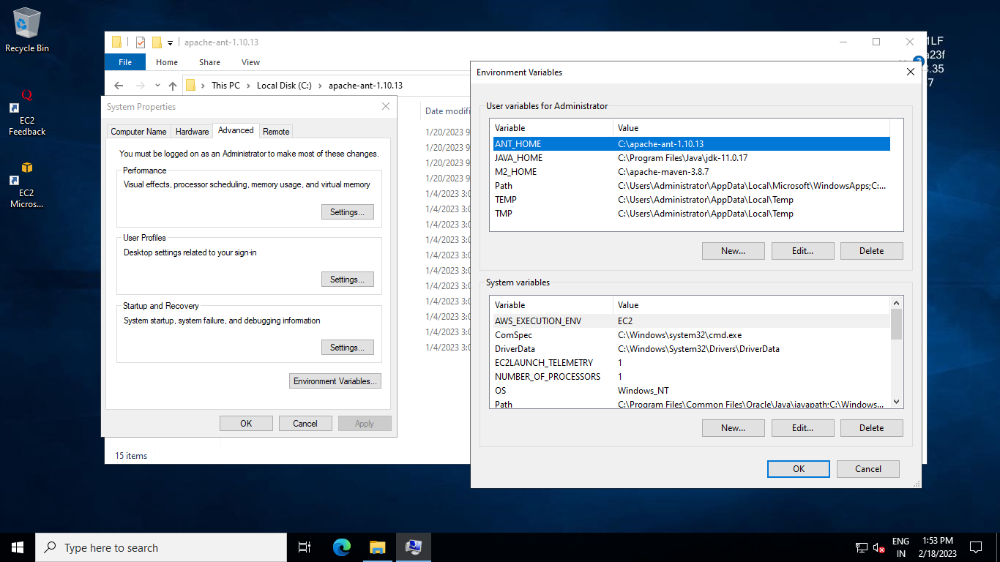 Recycle Bin
EC2
Feedback
EC2
Micros...
apache-ant-1.10.13
File Home Share View
This PC Local Disk (C:) apache-ant-1.10.13
Date modifi
1/20/2023 9
1/20/2023 9
1/20/2023 9
1/20/2023 9
1/4/2023 3:0
1/4/2023 3:0
1/4/2023 3:0
1/4/2023 3:0
1/4/2023 3:0
1/4/2023 3:0
1/4/2023 3:0
1/4/2023 3:0
1/4/2023 3:0
1/4/2023 3:0
1/4/2023 3:0
15 items
System Properties
Computer Name Hardware Advanced Remote
You must be logged on as an Administrator to make most of these changes.
Performance
Visual effects, processor scheduling, memory usage, and virtual memory
Settings...
User Profiles
Desktop settings related to your sign-in
Settings...
Startup and Recovery
System startup, system failure, and debugging information
Settings...
Environment Variables...
OK Cancel Apply
1LF
a23f
3.35
7
Environment Variables
User variables for Administrator
Variable Value
ANT_HOME C:\apache-ant-1.10.13
JAVA_HOME C:\Program Files\Java\jdk-11.0.17
M2_HOME C:\apache-maven-3.8.7
Path C:\Users\Administrator\AppData\Local\Microsoft\WindowsApps;C:...
TEMP C:\Users\Administrator\AppData\Local\Temp
TMP C:\Users\Administrator\AppData\Local\Temp
New... Edit... Delete
System variables
Variable Value
AWS_EXECUTION_ENV EC2
ComSpec C:\Windows\system32\cmd.exe
DriverData C:\Windows\System32\Drivers\DriverData
EC2LAUNCH_TELEMETRY 1
NUMBER_OF_PROCESSORS 1
OS Windows_NT
Path C:\Program Files\Common Files\Oracle\Java\javapath;C:\Windows...
New... Edit... Delete
OK Cancel
Type here to search
ENG
IN
1:53 PM
2/18/2023